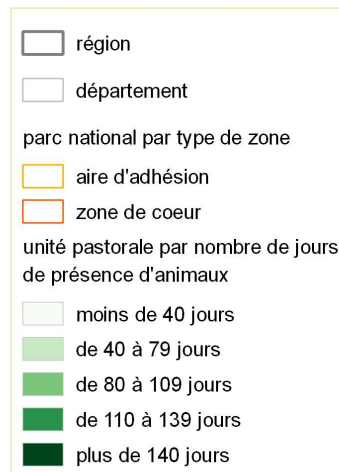 région
département
parc national par type de zone
aire d'adhésion
zone de coeur
unité pastorale par nombre de jours
de présence d'animaux
moins de 40 jours
de 40 à 79 jours
de 80 à 109 jours
de 110 à 139 jours
plus de 140 jours